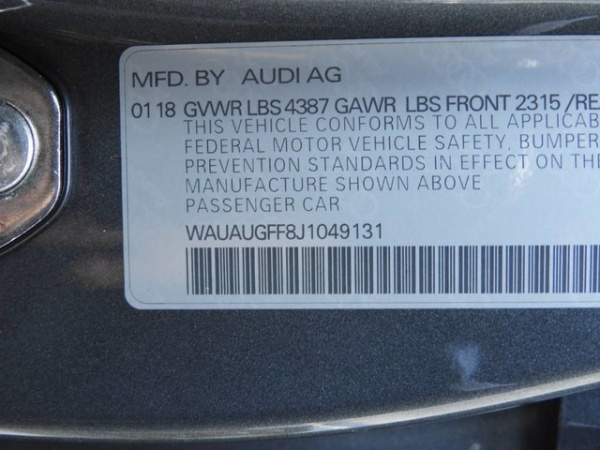 MFD. BY AUDI AG
01 18 GVWR LBS 4387 GAWR LBS FRONT 2315 /REA
THIS VEHICLE CONFORMS TO ALL APPLICAB
FEDERAL MOTOR VEHICLE SAFETY, BUMPER
PREVENTION STANDARDS IN EFFECT ON THE
MANUFACTURE SHOWN ABOVE
PASSENGER CAR
WAUAUGFF8J1049131